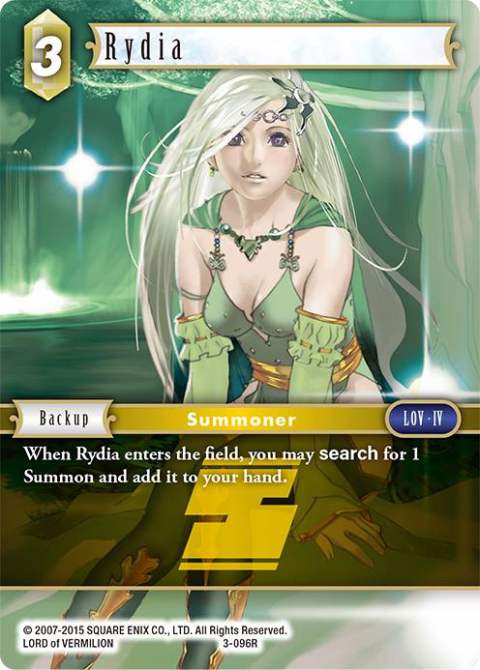 3
Rydia
Backup
Summoner
LOV-IV
When Rydia enters the field, you may search for 1
Summon and add it to your hand.
© 2007-2015 SQUARE ENIX CO., LTD. All Rights Reserved.
LORD of VERMILION
3-096R